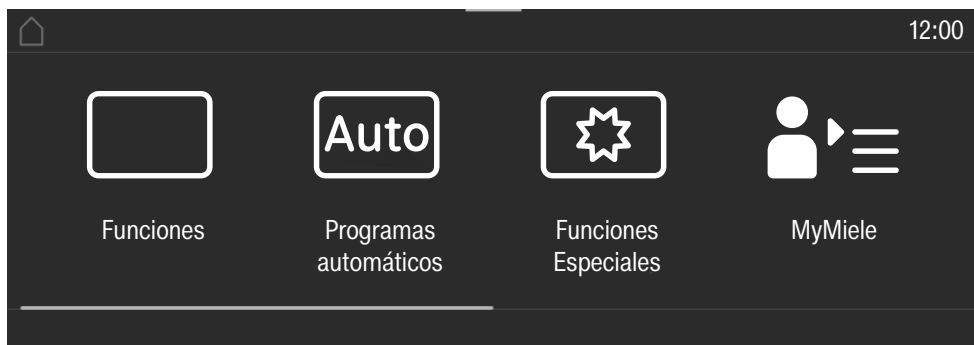 12:00
Auto
Funciones
Programas
automáticos
Funciones
Especiales
MyMiele